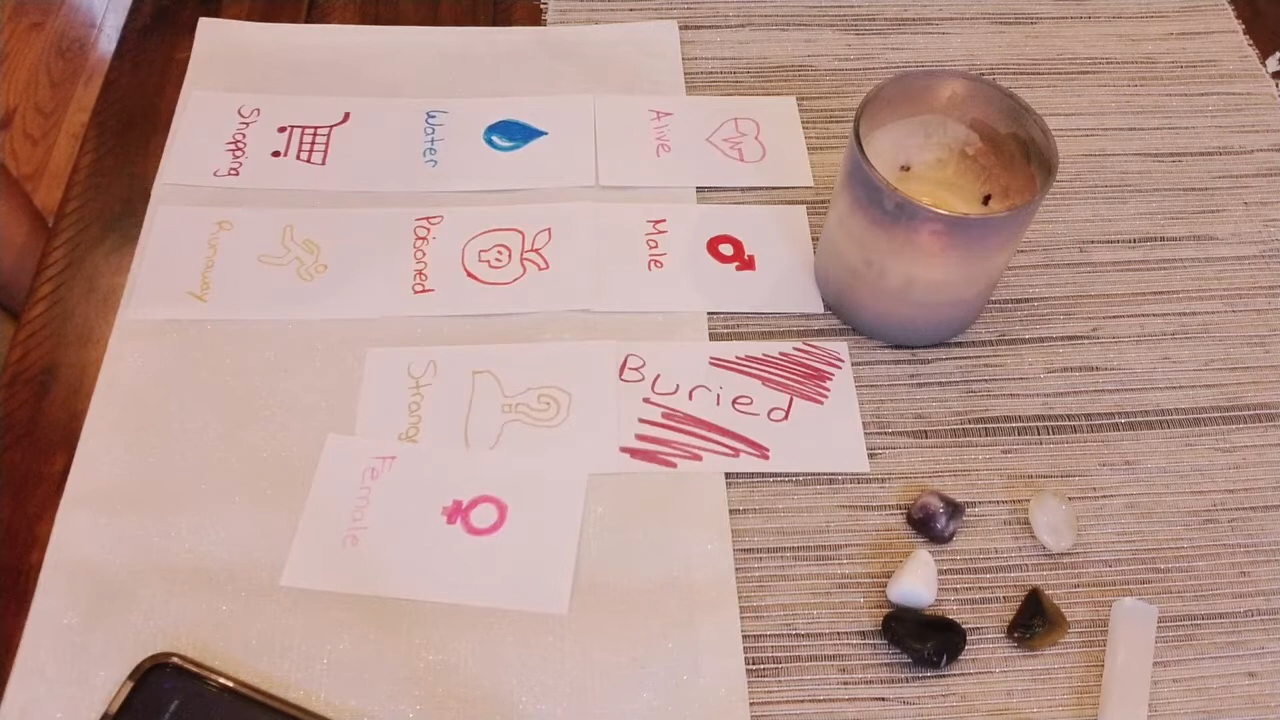 Shopping
Water
Alive
Runaway
Poisoned
Male
Strong
Buried
Female